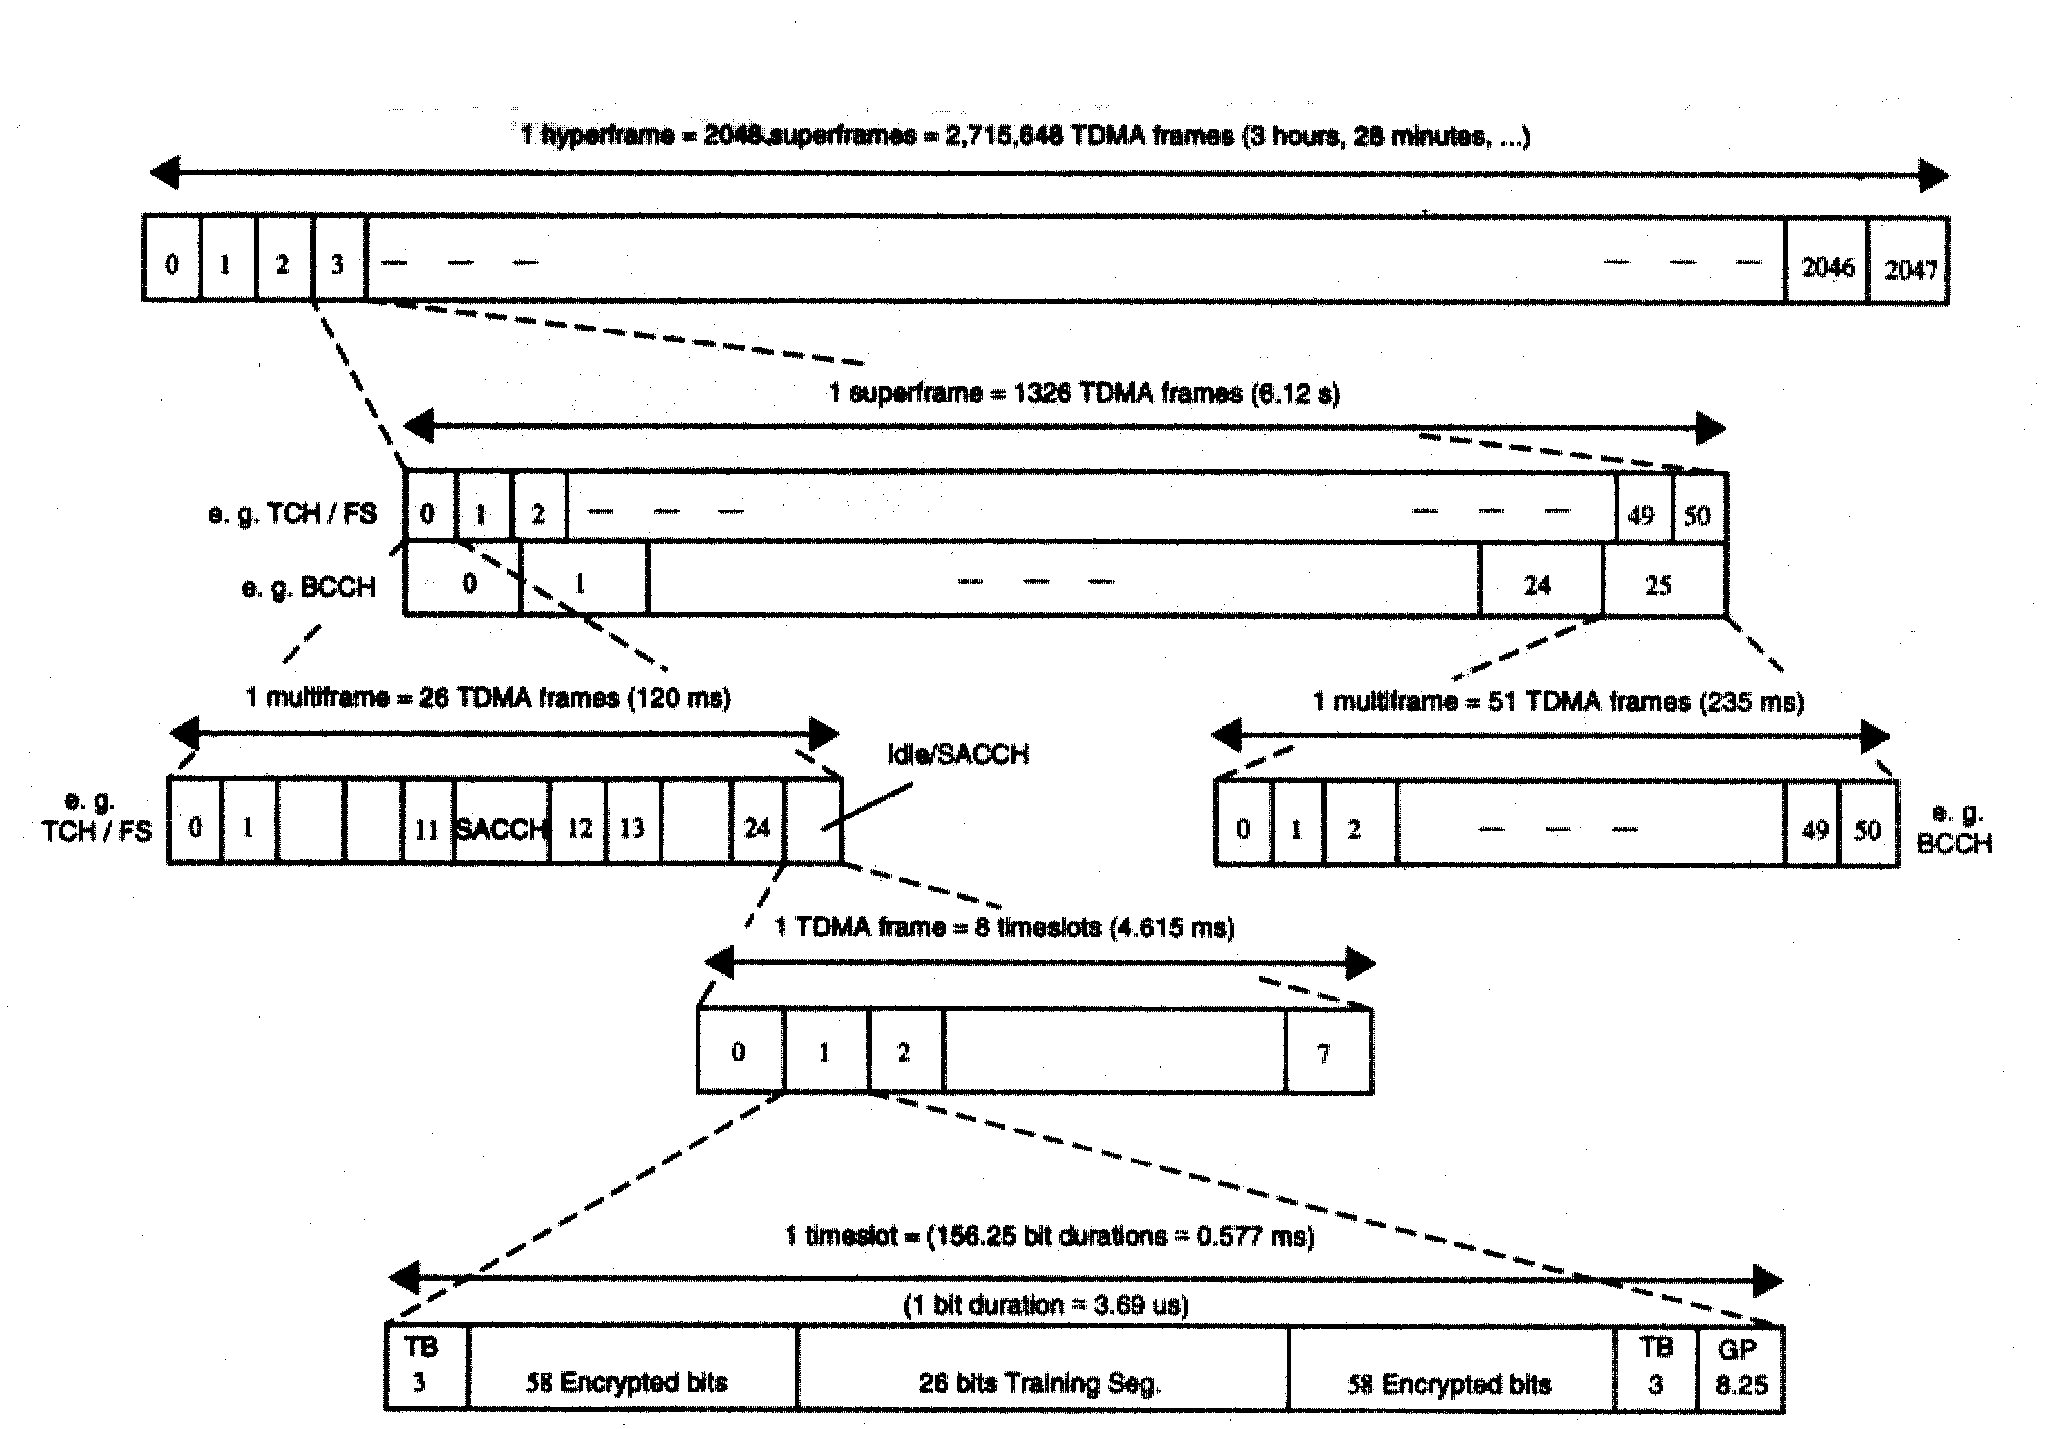 1 hyperframe = 2048 superframes = 2,715,648 TDMA frames (3 hours, 28 minutes, ...)
0 1 2 3 — — — — — — 2046 2047
1 superframe = 1326 TDMA frames (6.12 s)
e. g. TCH / FS 0 1 2 — — — — — — 49 50
e. g. BCCH 0 1 — — — 24 25
1 multiframe = 26 TDMA frames (120 ms)
1 multiframe = 51 TDMA frames (235 ms)
Idle/SACCH
e. g.
TCH / FS 0 1 11 SACCH 12 13 24
0 1 2 — — — 49 50
e. g.
BCCH
1 TDMA frame = 8 timeslots (4.615 ms)
0 1 2 7
1 timeslot = (156.25 bit durations = 0.577 ms)
(1 bit duration = 3.69 us)
TB
3
58 Encrypted bits
26 bits Training Seg.
58 Encrypted bits
TB
3
GP
8.25